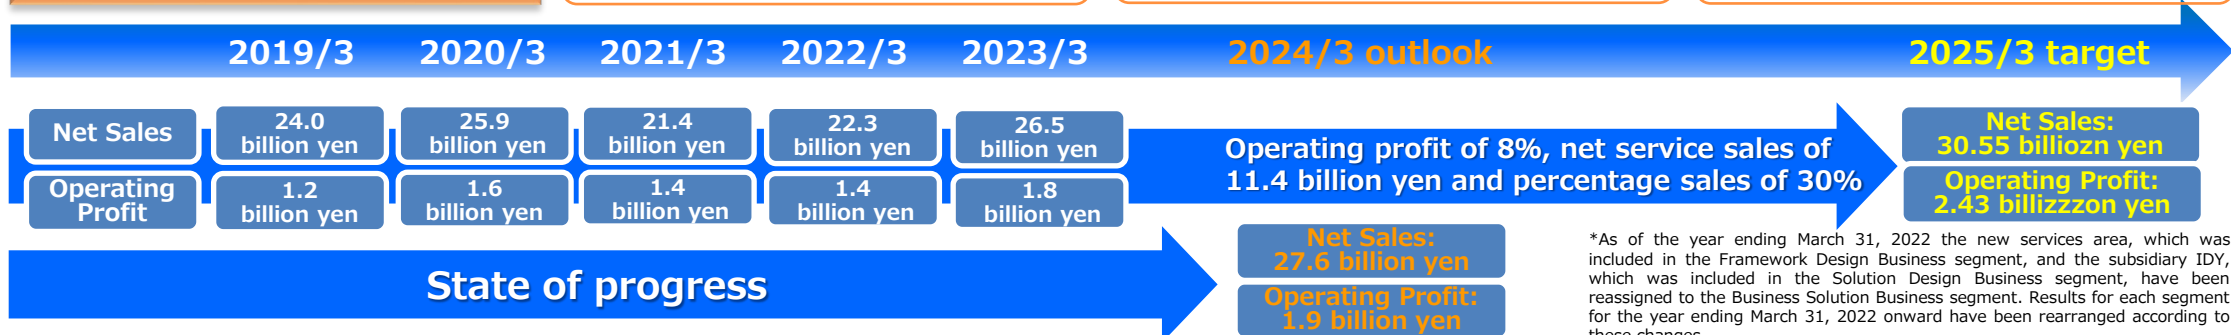 2019/3 2020/3 2021/3 2022/3 2023/3 2024/3 outlook 2025/3 target
Net Sales
24.0
billion yen
25.9
billion yen
21.4
billion yen
22.3
billion yen
26.5
billion yen
Operating
Profit
1.2
billion yen
1.6
billion yen
1.4
billion yen
1.4
billion yen
1.8
billion yen
Operating profit of 8%, net service sales of
11.4 billion yen and percentage sales of 30%
Net Sales:
30.55 billiozn yen
Operating Profit:
2.43 billizzzon yen
State of progress
Net Sales:
27.6 billion yen
Operating Profit:
1.9 billion yen
*As of the year ending March 31, 2022 the new services area, which was
included in the Framework Design Business segment, and the subsidiary IDY,
which was included in the Solution Design Business segment, have been
reassigned to the Business Solution Business segment. Results for each segment
for the year ending March 31, 2022 onward have been rearranged according to
these changes